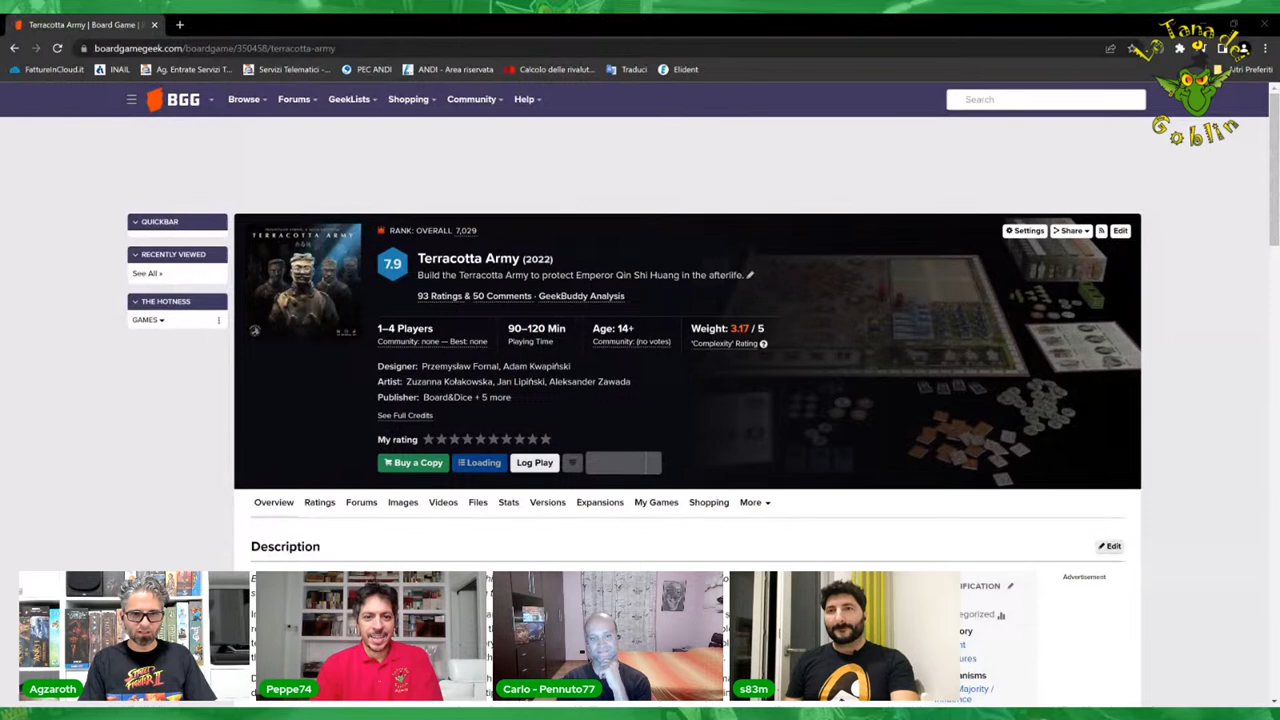 Terracotta Army | Board Game |
boardgamegeek.com/boardgame/350458/terracotta-army
FattureInCloud.it INAIL Ag. Entrate Servizi T... Servizi Telematici -... PEC ANDI ANDI - Area riservata Calcolo delle rivalut... Traduci Elident Altri Preferiti
La Tana dei
Goblin
BGG Browse Forums GeekLists Shopping Community Help Search
QUICKBAR
RECENTLY VIEWED
See All »
THE HOTNESS
GAMES
TERRACOTTA ARMY
RANK: OVERALL 7,029
Settings Share Edit
7.9
Terracotta Army (2022)
Build the Terracotta Army to protect Emperor Qin Shi Huang in the afterlife.
93 Ratings & 50 Comments · GeekBuddy Analysis
1–4 Players 90–120 Min Age: 14+ Weight: 3.17 / 5
Community: none — Best: none Playing Time Community: (no votes) 'Complexity' Rating
Designer: Przemysław Fornal, Adam Kwapiński
Artist: Zuzanna Kołakowska, Jan Lipiński, Aleksander Zawada
Publisher: Board&Dice + 5 more
See Full Credits
My rating
Buy a Copy Loading Log Play
Overview Ratings Forums Images Videos Files Stats Versions Expansions My Games Shopping More
Description Edit
Advertisement
Majority /
STREET FIGHTER II
Agzaroth Peppe74 Carlo - Pennuto77 s83m